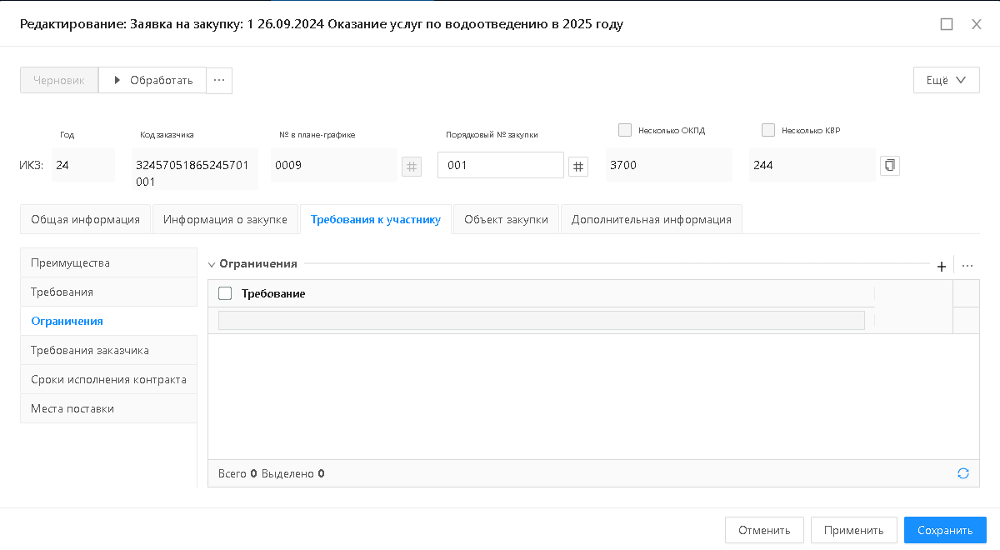 Редактирование: Заявка на закупку: 1 26.09.2024 Оказание услуг по водоотведению в 2025 году
Черновик Обработать ... Ещё
Год Код заказчика № в плане-графике Порядковый № закупки Несколько ОКПД Несколько КВР
ИКЗ: 24 32457051865245701 0009 # 001 # 3700 244
001
Общая информация Информация о закупке Требования к участнику Объект закупки Дополнительная информация
Преимущества
Требования
Ограничения
Требования заказчика
Сроки исполнения контракта
Места поставки
Ограничения + ...
Требование
Всего 0 Выделено 0
Отменить Применить Сохранить